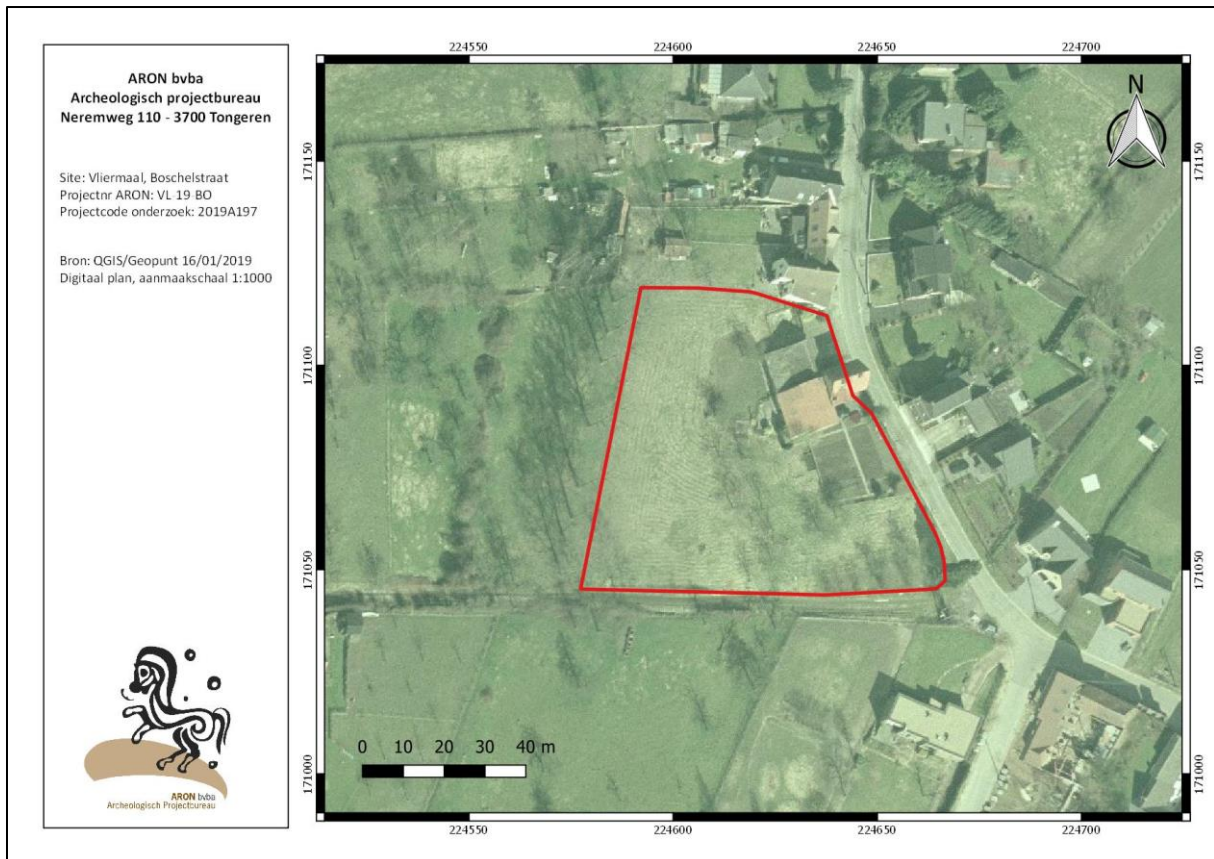 ARON bvba
Archeologisch projectbureau
Neremweg 110 - 3700 Tongeren
Site: Vliermaal, Boschelstraat
Projectnr ARON: VL-19-BO
Projectcode onderzoek: 2019A197
Bron: QGIS/Geopunt 16/01/2019
Digitaal plan, aanmaakschaal 1:1000
ARON bvba
Archeologisch Projectbureau
224550 224600 224650 224700
171150 171150
171100 171100
171050 171050
171000 171000
N
0 10 20 30 40 m
224550 224600 224650 224700